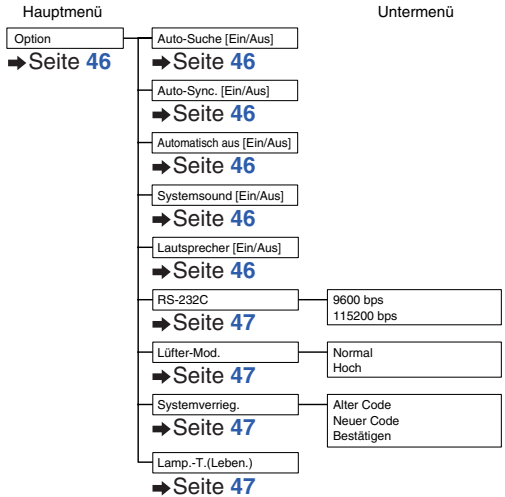 Hauptmenü
Untermenü
Option
➡Seite 46
Auto-Suche [Ein/Aus]
➡Seite 46
Auto-Sync. [Ein/Aus]
➡Seite 46
Automatisch aus [Ein/Aus]
➡Seite 46
Systemsound [Ein/Aus]
➡Seite 46
Lautsprecher [Ein/Aus]
➡Seite 46
RS-232C
➡Seite 47
9600 bps
115200 bps
Lüfter-Mod.
➡Seite 47
Normal
Hoch
Systemverrieg.
➡Seite 47
Alter Code
Neuer Code
Bestätigen
Lamp.-T.(Leben.)
➡Seite 47